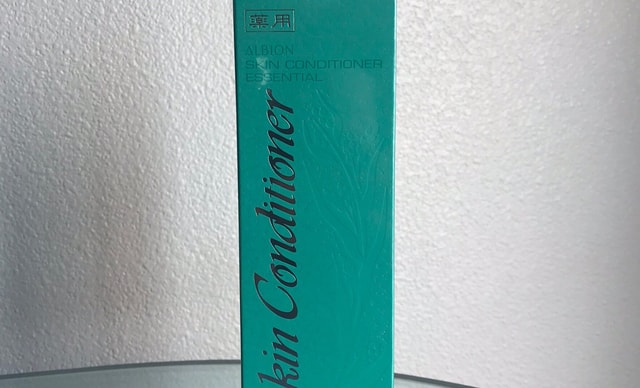 薬用
ALBION
SKIN CONDITIONER
ESSENTIAL
kin Conditioner